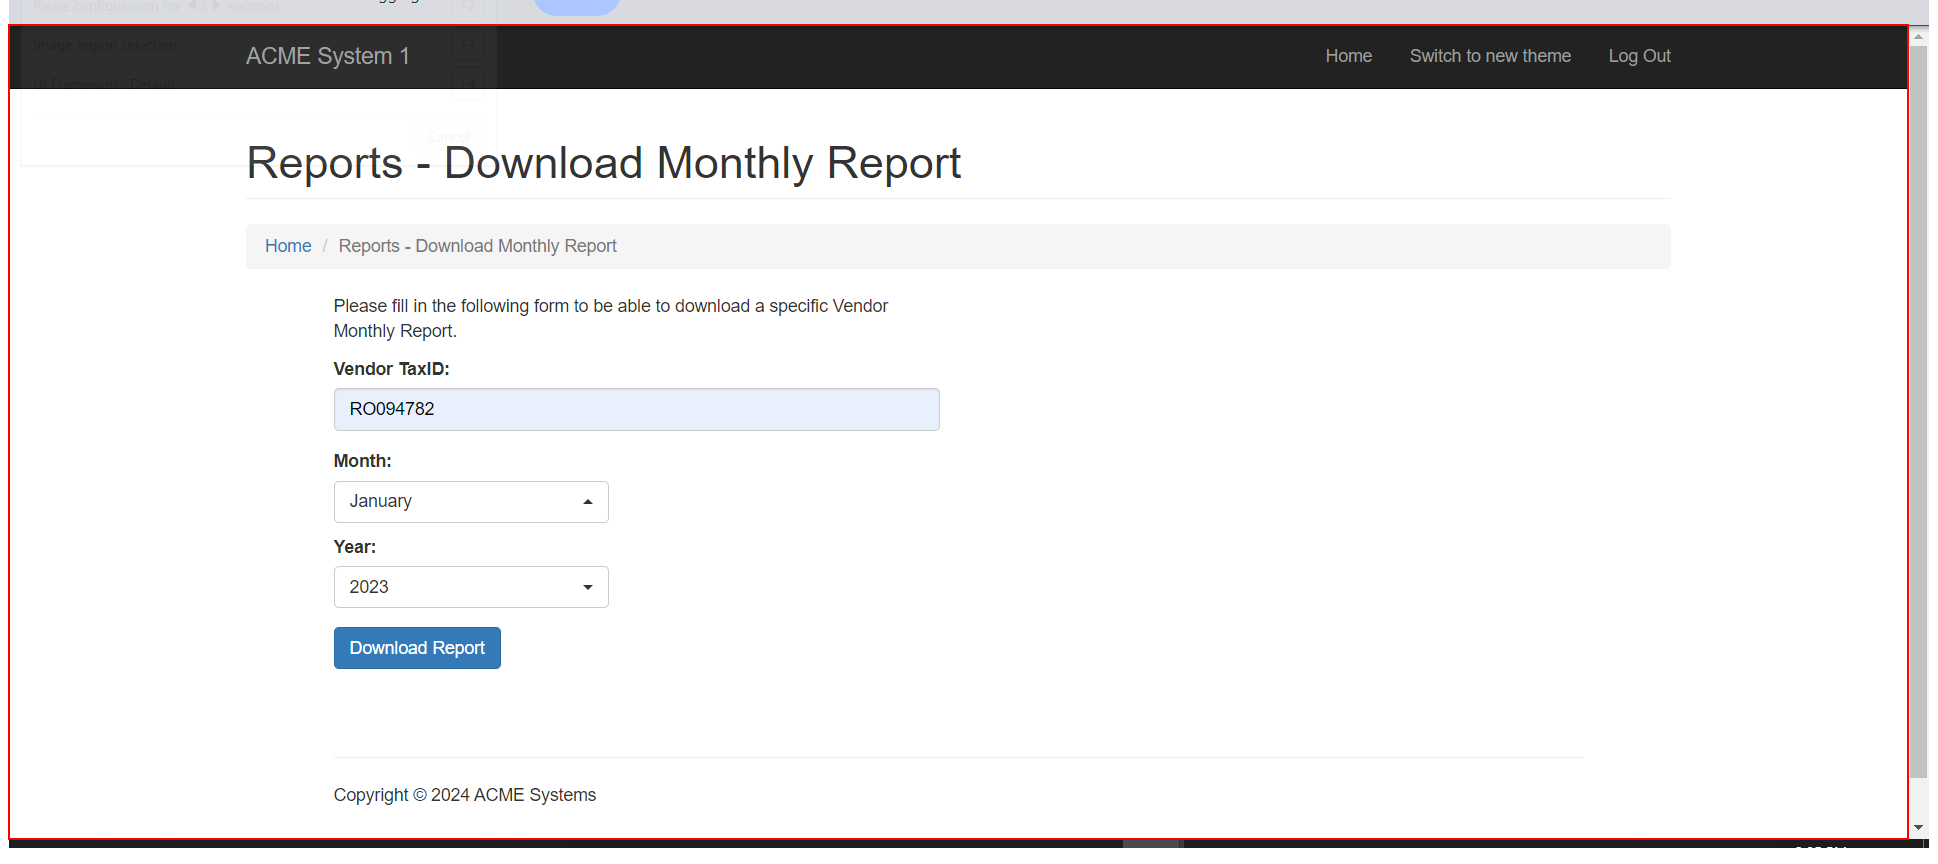 Pause configuration for 5 seconds F2
Image region selection F3
UI Framework: Default F4
Cancel
ACME System 1
Home Switch to new theme Log Out
Reports - Download Monthly Report
Home / Reports - Download Monthly Report
Please fill in the following form to be able to download a specific Vendor
Monthly Report.
Vendor TaxID:
RO094782
Month:
January
Year:
2023
Download Report
Copyright © 2024 ACME Systems